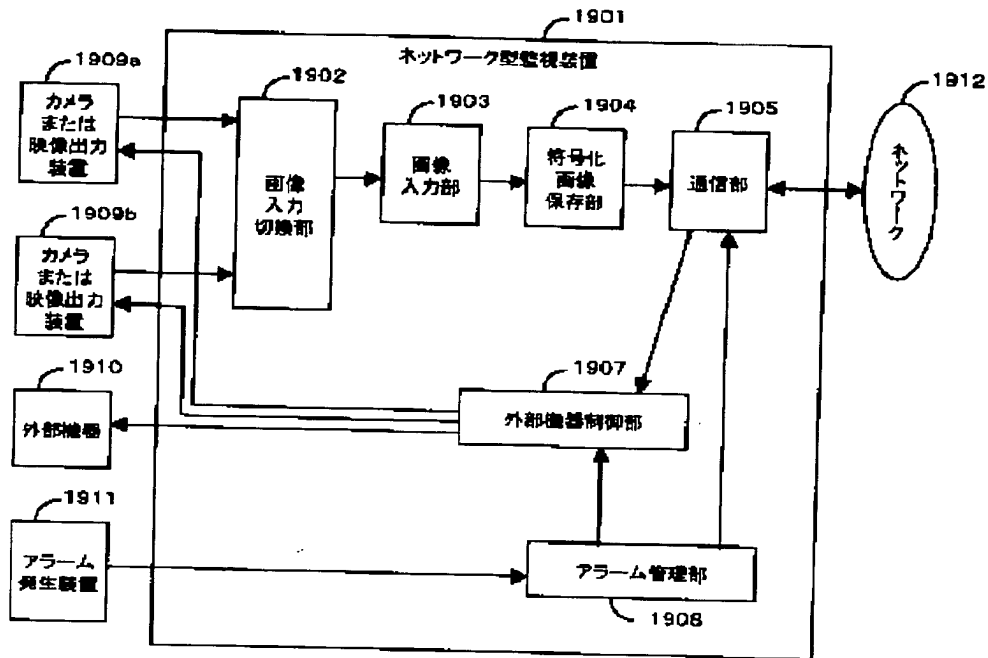 1901
ネットワーク型監視装置
1909a
カメラ
または
映像出力
装置
1902
画像
入力
切換部
1903
画像
入力部
1904
符号化
画像
保存部
1905
通信部
1912
ネットワーク
1909b
カメラ
または
映像出力
装置
1910
外部機器
1907
外部機器制御部
1911
アラーム
発生装置
アラーム管理部
1908